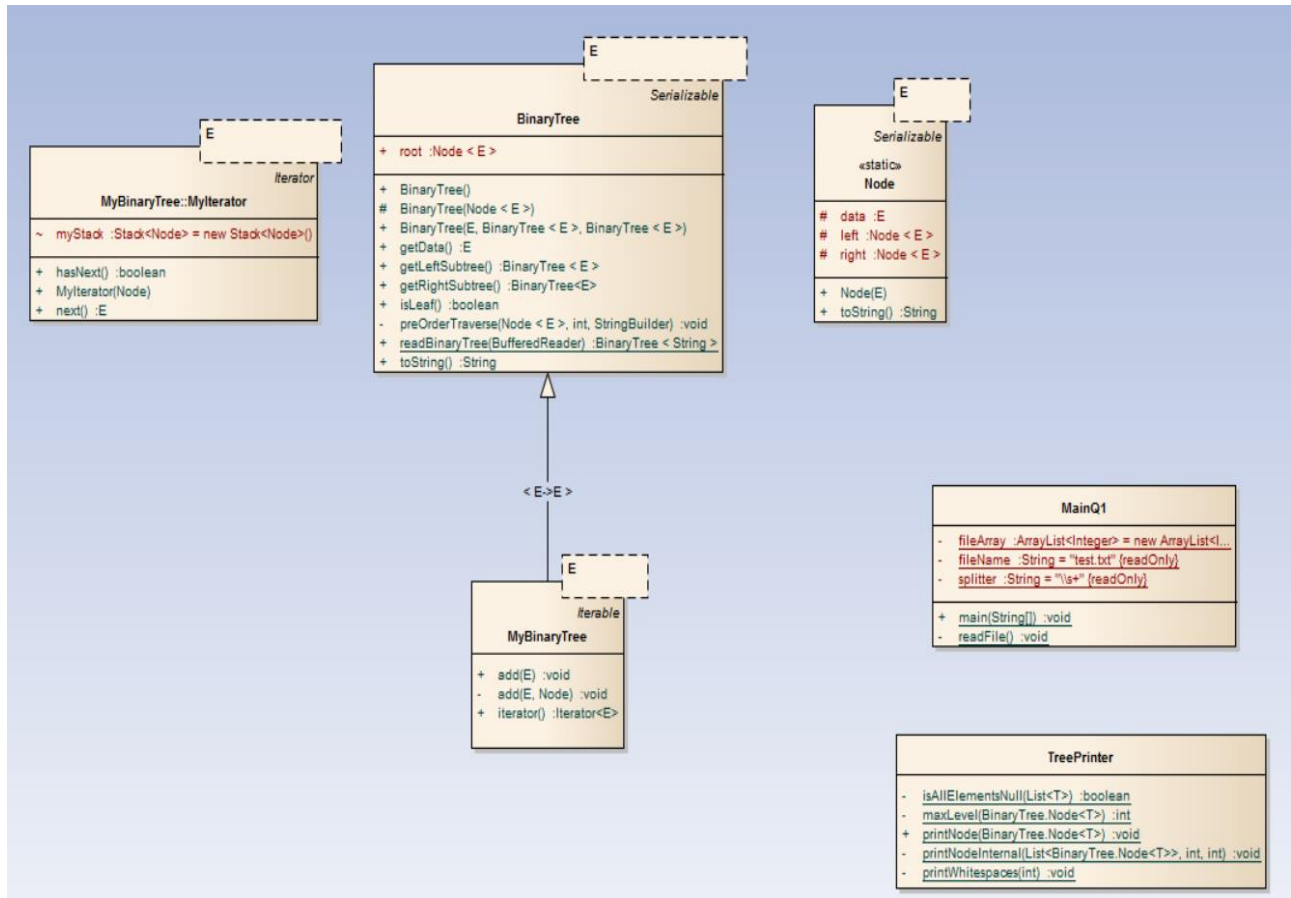 E
Iterator
MyBinaryTree::MyIterator
~ myStack :Stack<Node> = new Stack<Node>()
+ hasNext() :boolean
+ MyIterator(Node)
+ next() :E
E
Serializable
BinaryTree
+ root :Node < E >
+ BinaryTree()
# BinaryTree(Node < E >)
+ BinaryTree(E, BinaryTree < E >, BinaryTree < E >)
+ getData() :E
+ getLeftSubtree() :BinaryTree < E >
+ getRightSubtree() :BinaryTree<E>
+ isLeaf() :boolean
- preOrderTraverse(Node < E >, int, StringBuilder) :void
+ readBinaryTree(BufferedReader) :BinaryTree < String >
+ toString() :String
E
Serializable
«static»
Node
# data :E
# left :Node < E >
# right :Node < E >
+ Node(E)
+ toString() :String
< E->E >
E
Iterable
MyBinaryTree
+ add(E) :void
- add(E, Node) :void
+ iterator() :Iterator<E>
MainQ1
- fileArray :ArrayList<Integer> = new ArrayList<I...
- fileName :String = "test.txt" {readOnly}
- splitter :String = "\\s+" {readOnly}
+ main(String[]) :void
- readFile() :void
TreePrinter
- isAllElementsNull(List<T>) :boolean
- maxLevel(BinaryTree.Node<T>) :int
+ printNode(BinaryTree.Node<T>) :void
- printNodeInternal(List<BinaryTree.Node<T>>, int, int) :void
- printWhitespaces(int) :void